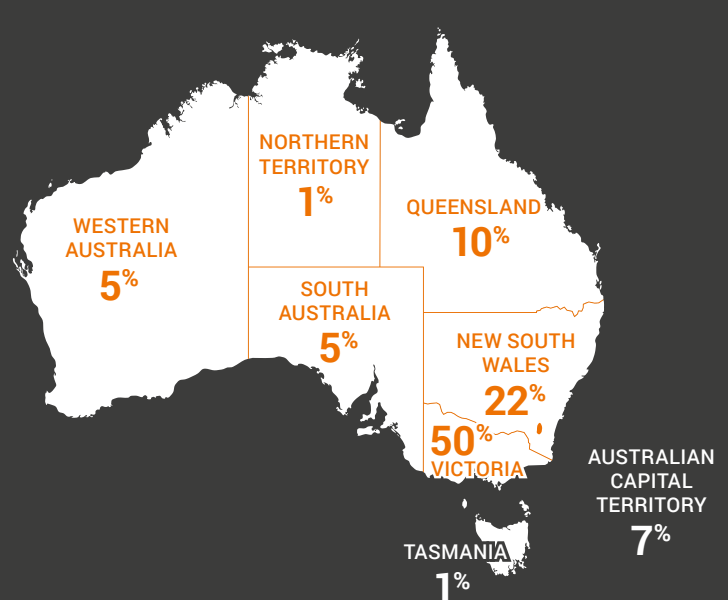 NORTHERN
TERRITORY
1%
QUEENSLAND
10%
WESTERN
AUSTRALIA
5%
SOUTH
AUSTRALIA
5%
NEW SOUTH
WALES
22%
50%
VICTORIA
AUSTRALIAN
CAPITAL
TERRITORY
7%
TASMANIA
1%